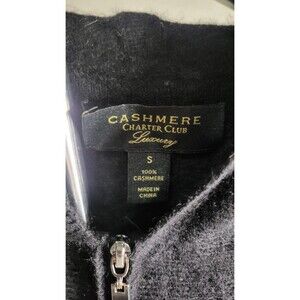 CASHMERE
CHARTER CLUB
Luxury
S
100%
CASHMERE
MADE IN
CHINA